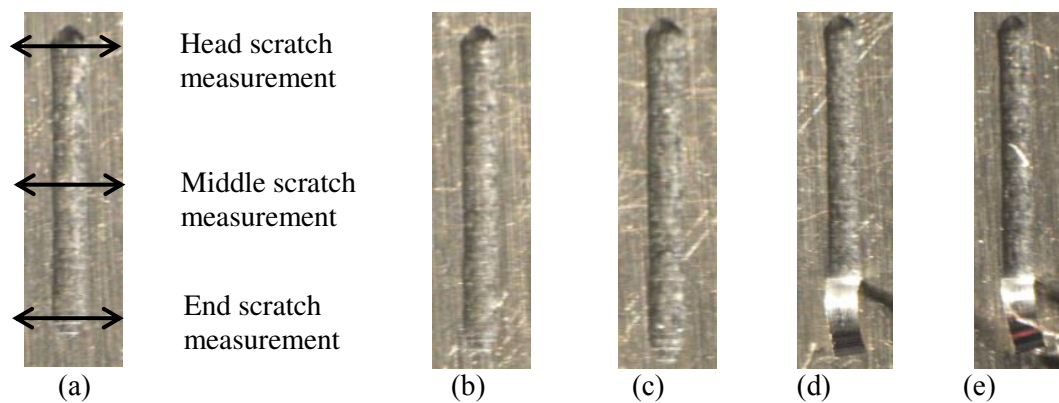 Head scratch
measurement
Middle scratch
measurement
End scratch
measurement
(a)
(b)
(c)
(d)
(e)